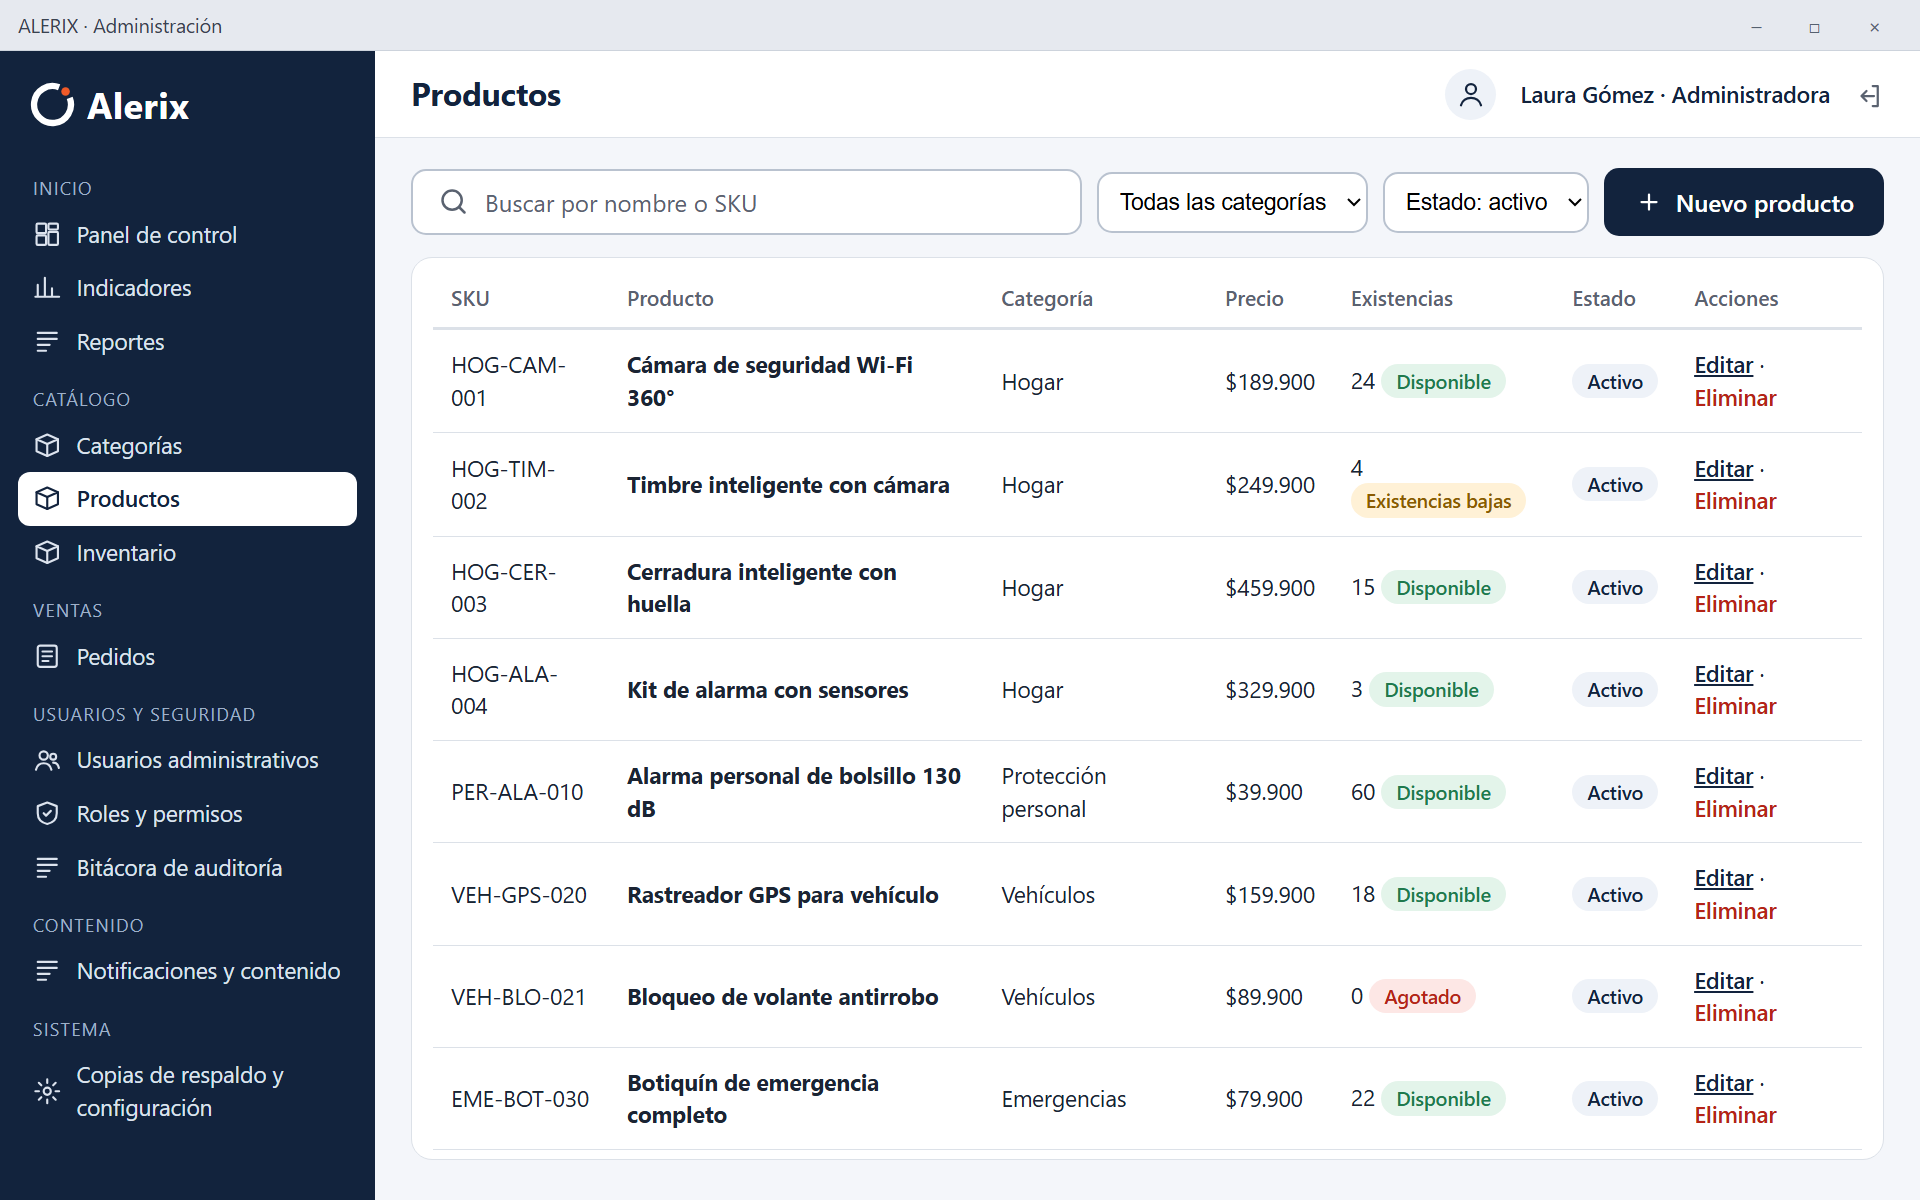 ALERIX · Administración
Alerix
INICIO
Panel de control
Indicadores
Reportes
CATÁLOGO
Categorías
Productos
Inventario
VENTAS
Pedidos
USUARIOS Y SEGURIDAD
Usuarios administrativos
Roles y permisos
Bitácora de auditoría
CONTENIDO
Notificaciones y contenido
SISTEMA
Copias de respaldo y
configuración
Productos
Laura Gómez · Administradora
Buscar por nombre o SKU
Todas las categorías
Estado: activo
+ Nuevo producto
SKU Producto Categoría Precio Existencias Estado Acciones
HOG-CAM-
001
Cámara de seguridad Wi-Fi
360°
Hogar
$189.900
24 Disponible
Activo
Editar ·
Eliminar
HOG-TIM-
002
Timbre inteligente con cámara
Hogar
$249.900
4
Existencias bajas
Activo
Editar ·
Eliminar
HOG-CER-
003
Cerradura inteligente con
huella
Hogar
$459.900
15 Disponible
Activo
Editar ·
Eliminar
HOG-ALA-
004
Kit de alarma con sensores
Hogar
$329.900
3 Disponible
Activo
Editar ·
Eliminar
PER-ALA-010
Alarma personal de bolsillo 130
dB
Protección
personal
$39.900
60 Disponible
Activo
Editar ·
Eliminar
VEH-GPS-020
Rastreador GPS para vehículo
Vehículos
$159.900
18 Disponible
Activo
Editar ·
Eliminar
VEH-BLO-021
Bloqueo de volante antirrobo
Vehículos
$89.900
0 Agotado
Activo
Editar ·
Eliminar
EME-BOT-030
Botiquín de emergencia
completo
Emergencias
$79.900
22 Disponible
Activo
Editar ·
Eliminar